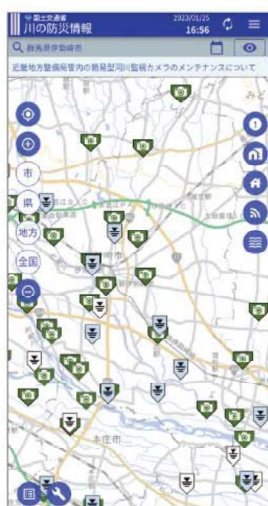 国土交通省
川の防災情報
2023/01/25
16:56
群馬県伊勢崎市
近畿地方整備局管内の簡易型河川監視カメラのメンテナンスについて
市
県
地方
全国
本庄市